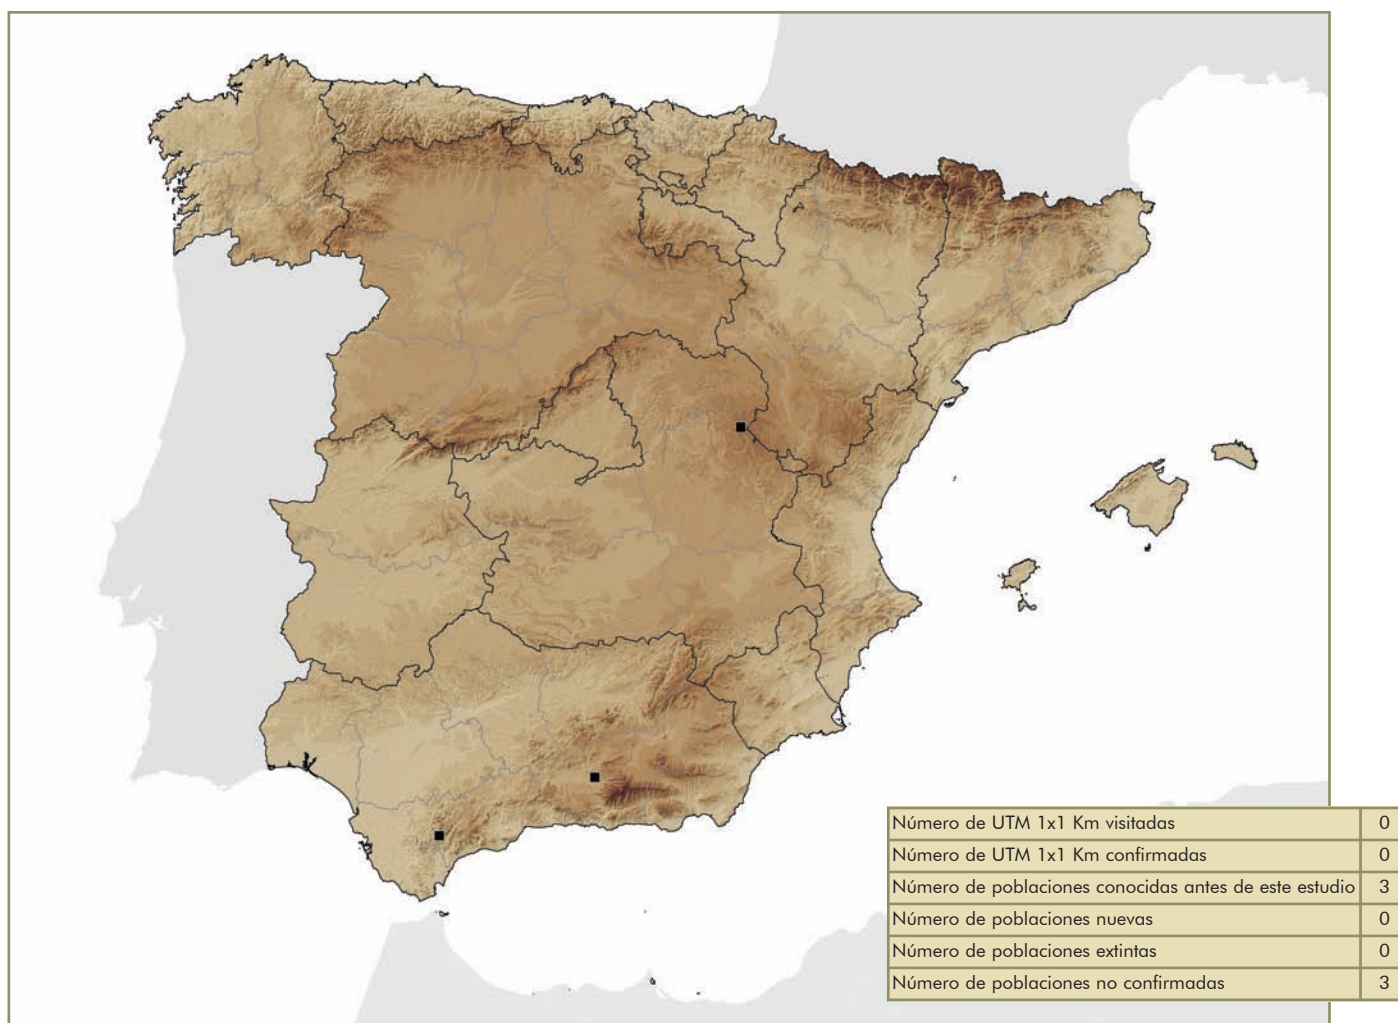 Número de UTM 1x1 Km visitadas 0
Número de UTM 1x1 Km confirmadas 0
Número de poblaciones conocidas antes de este estudio 3
Número de poblaciones nuevas 0
Número de poblaciones extintas 0
Número de poblaciones no confirmadas 3